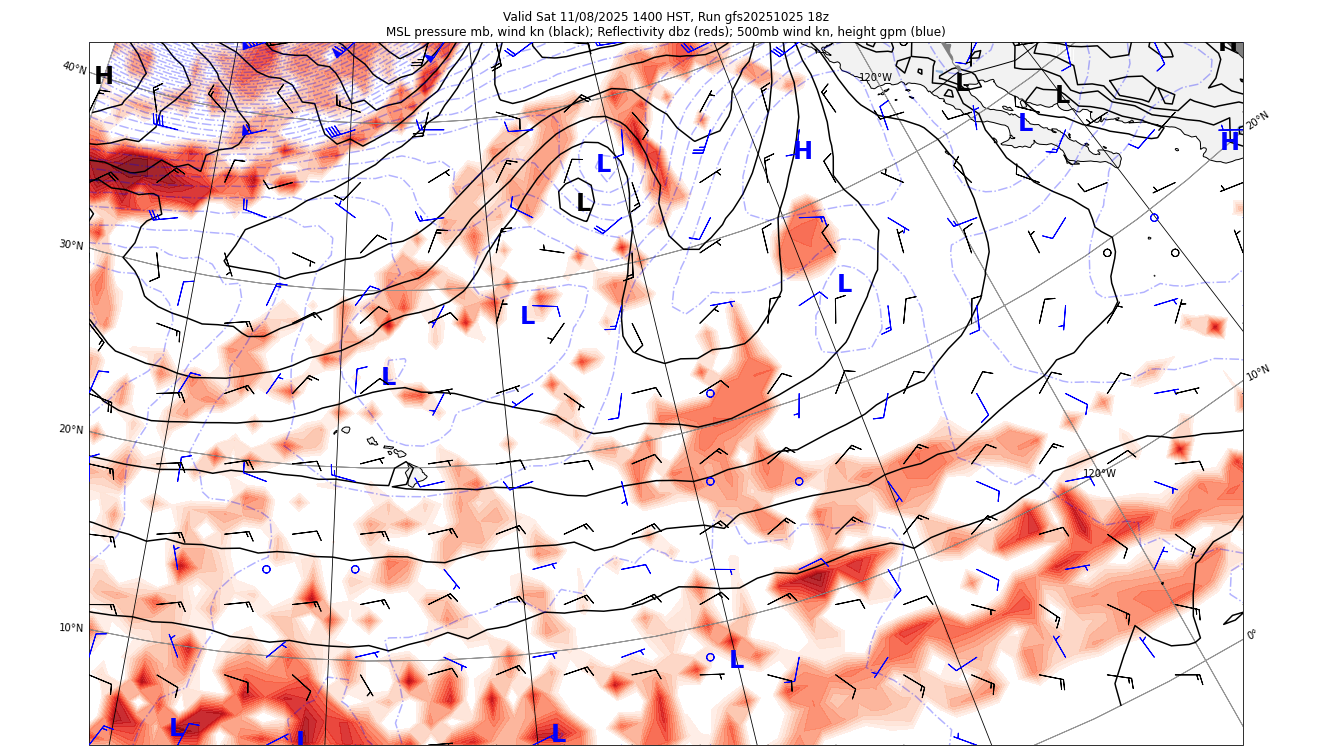 Valid Sat 11/08/2025 1400 HST, Run gfs20251025 18z
MSL pressure mb, wind kn (black); Reflectivity dbz (reds); 500mb wind kn, height gpm (blue)
H
40°N
H
120°W
L
L
L
20°N
H
H
L
L
30°N
L
L
L
10°N
20°N
120°W
10°N
0°
L
L
L
L